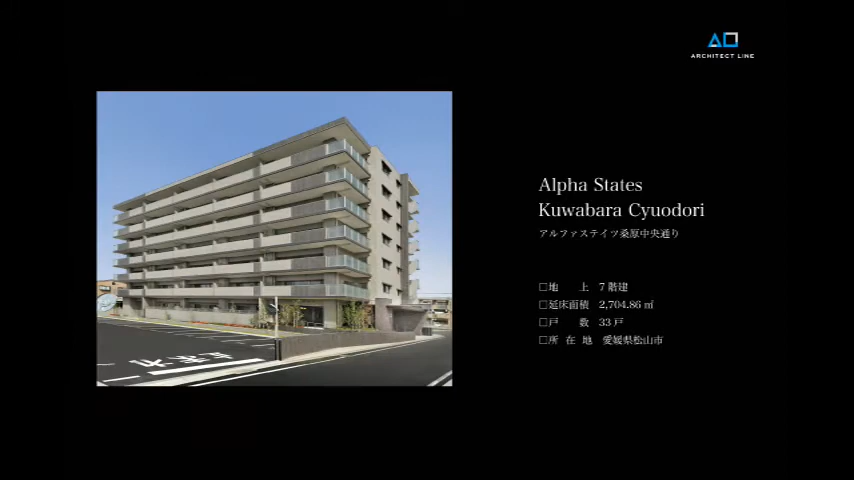 ARCHITECT LINE
Alpha States
Kuwabara Cyuodori
アルファステイツ桑原中央通り
□地 上 7 階建
□延床面積 2,704.86 ㎡
□戸 数 33 戸
□所 在 地 愛媛県松山市